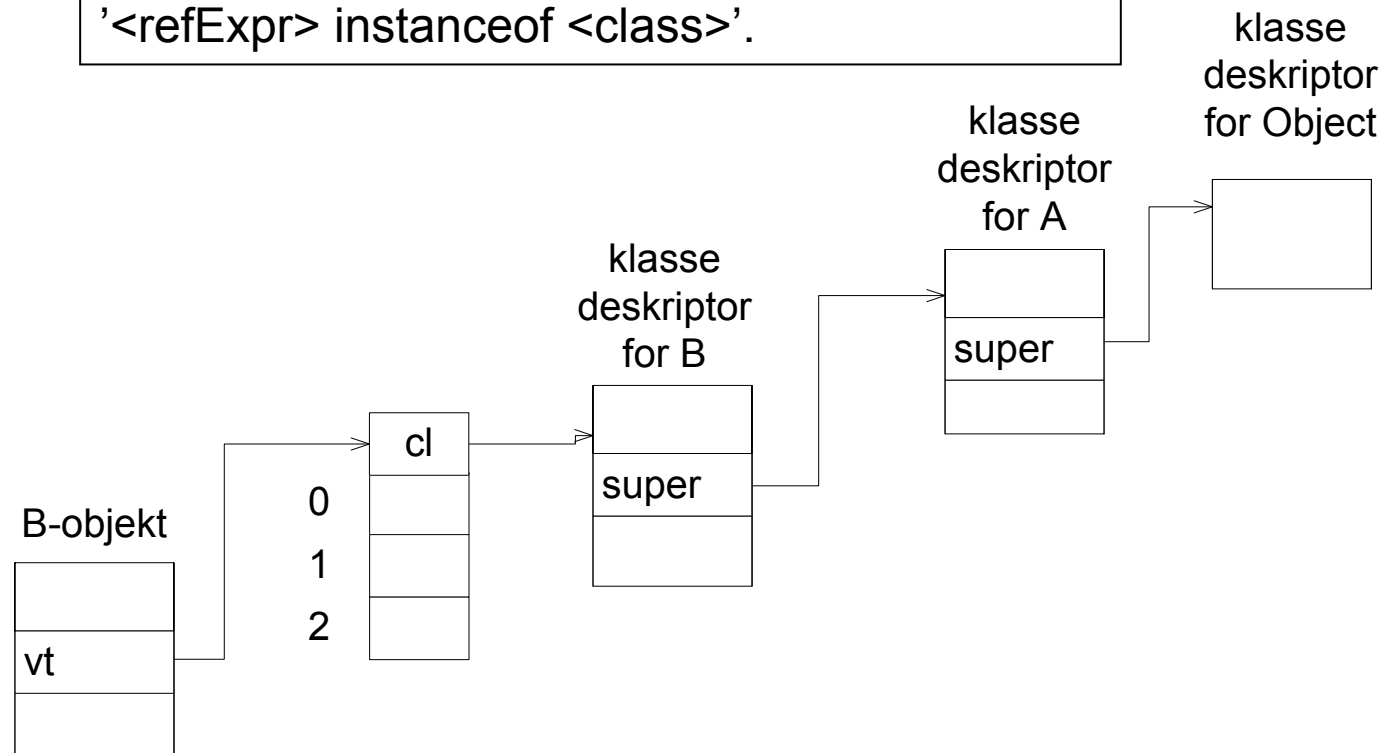 ’<refExpr> instanceof <class>’.
klasse
deskriptor
for Object
klasse
deskriptor
for A
super
klasse
deskriptor
for B
super
cl
0
1
2
B-objekt
vt